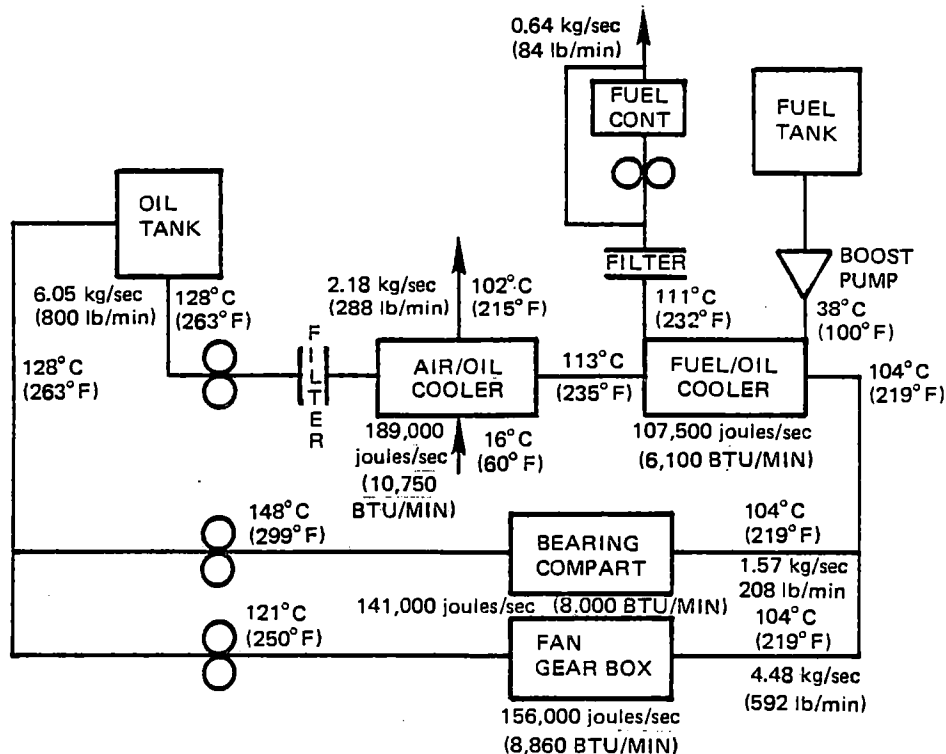 0.64 kg/sec
(84 lb/min)
FUEL
CONT
FUEL
TANK
OIL
TANK
BOOST
PUMP
FILTER
6.05 kg/sec
(800 lb/min)
128°C
(263°F)
2.18 kg/sec
(288 lb/min)
102°C
(215°F)
111°C
(232°F)
38°C
(100°F)
128°C
(263°F)
FILTER
AIR/OIL
COOLER
113°C
(235°F)
FUEL/OIL
COOLER
104°C
(219°F)
189,000
joules/sec
(10,750
BTU/MIN)
16°C
(60°F)
107,500 joules/sec
(6,100 BTU/MIN)
148°C
(299°F)
BEARING
COMPART
104°C
(219°F)
1.57 kg/sec
208 lb/min
141,000 joules/sec (8,000 BTU/MIN)
121°C
(250°F)
FAN
GEAR BOX
104°C
(219°F)
4.48 kg/sec
(592 lb/min)
156,000 joules/sec
(8,860 BTU/MIN)